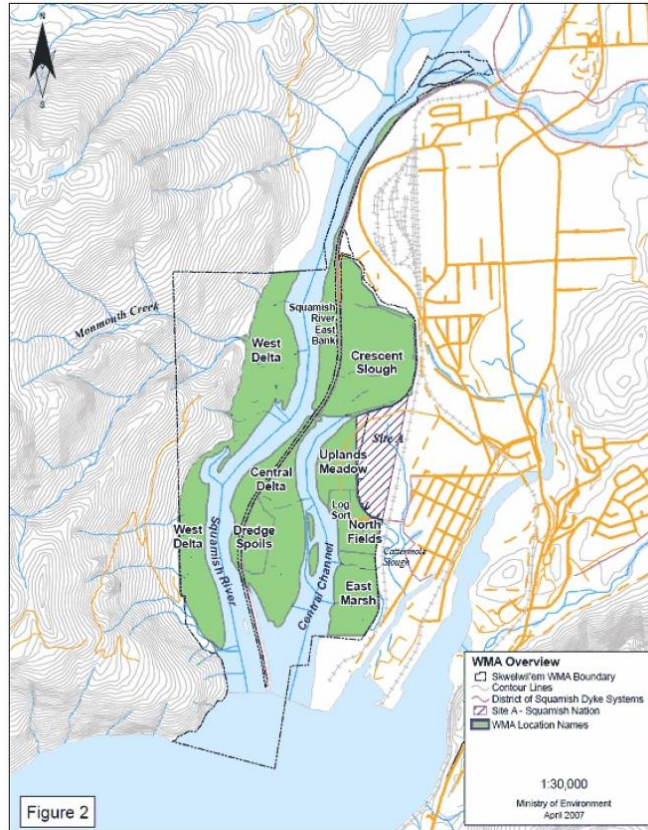 N
S
Monmouth Creek
Squamish
River
East
Bank
West
Delta
Crescent
Slough
Site A
Uplands
Meadow
Central
Delta
Log
Sort
West
Delta
Dredge
Spoils
North
Fields
Squamish River
Central Channel
Cattermole
Slough
East
Marsh
WMA Overview
Skwelwil'em WMA Boundary
Contour Lines
District of Squamish Dyke Systems
Site A - Squamish Nation
WMA Location Names
1:30,000
Ministry of Environment
April 2007
Figure 2